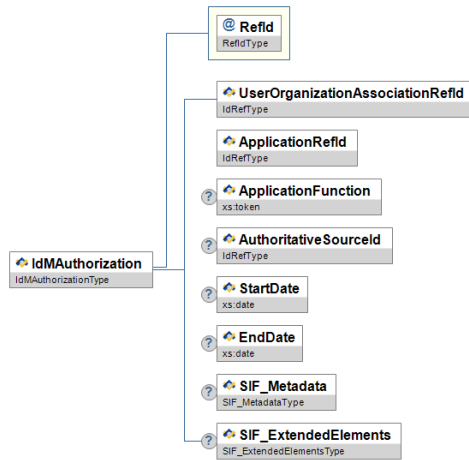 @ RefId
RefIdType
UserOrganizationAssociationRefId
IdRefType
ApplicationRefId
IdRefType
? ApplicationFunction
xs:token
? AuthoritativeSourceId
IdRefType
IdMAuthorization
IdMAuthorizationType
? StartDate
xs:date
? EndDate
xs:date
? SIF_Metadata
SIF_MetadataType
? SIF_ExtendedElements
SIF_ExtendedElementsType